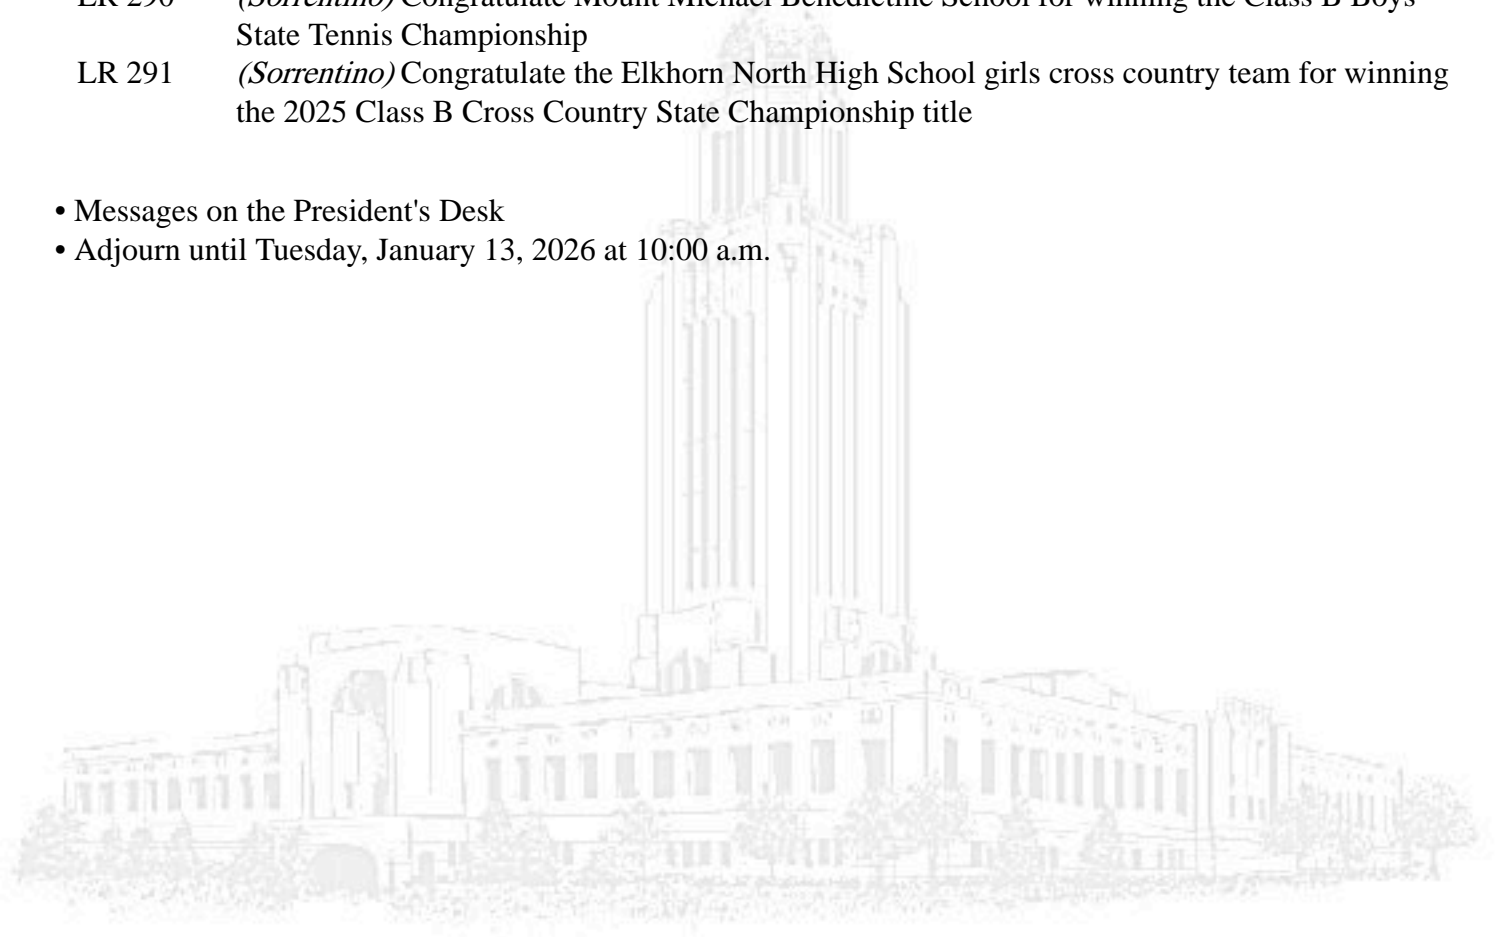 LR 290 (Sorrentino) Congratulate Mount Michael Benedictine School for winning the Class B Boys
State Tennis Championship
LR 291 (Sorrentino) Congratulate the Elkhorn North High School girls cross country team for winning
the 2025 Class B Cross Country State Championship title
• Messages on the President's Desk
• Adjourn until Tuesday, January 13, 2026 at 10:00 a.m.